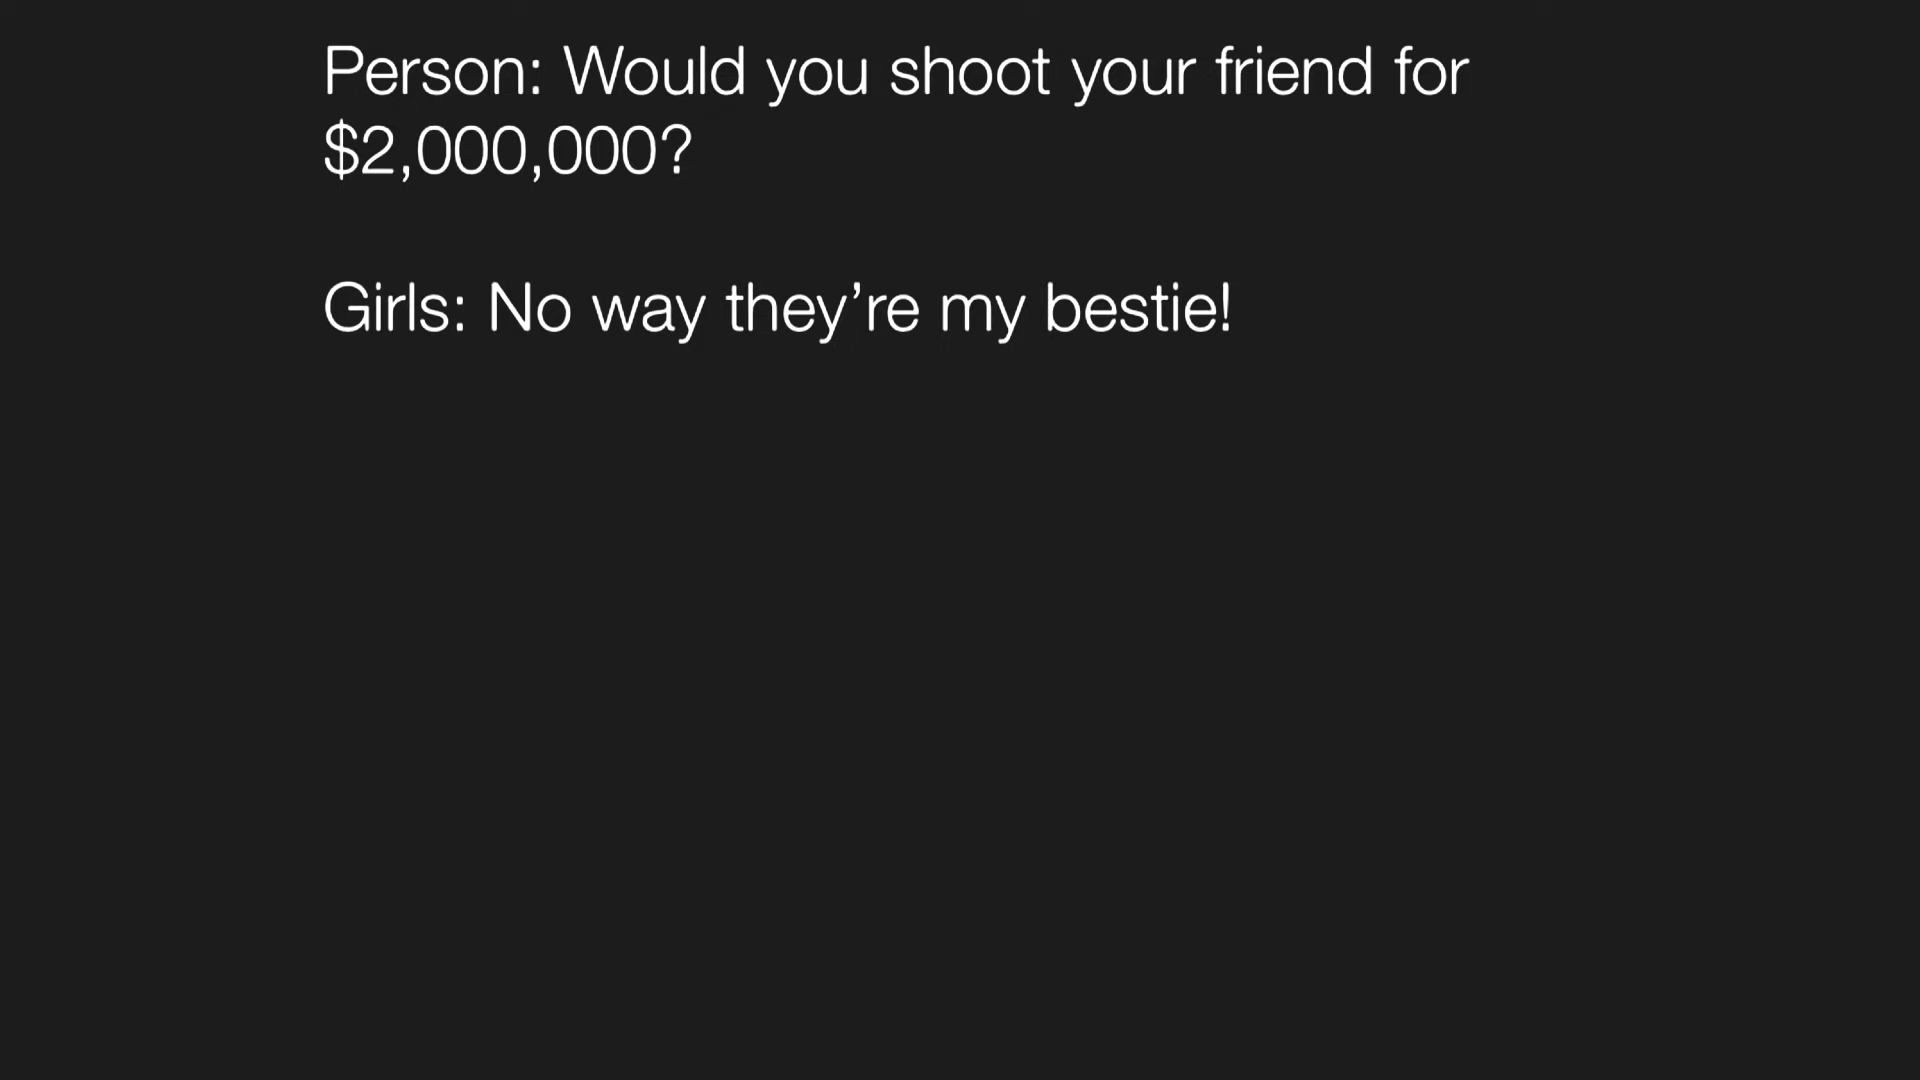 Person: Would you shoot your friend for
$2,000,000?
Girls: No way they’re my bestie!